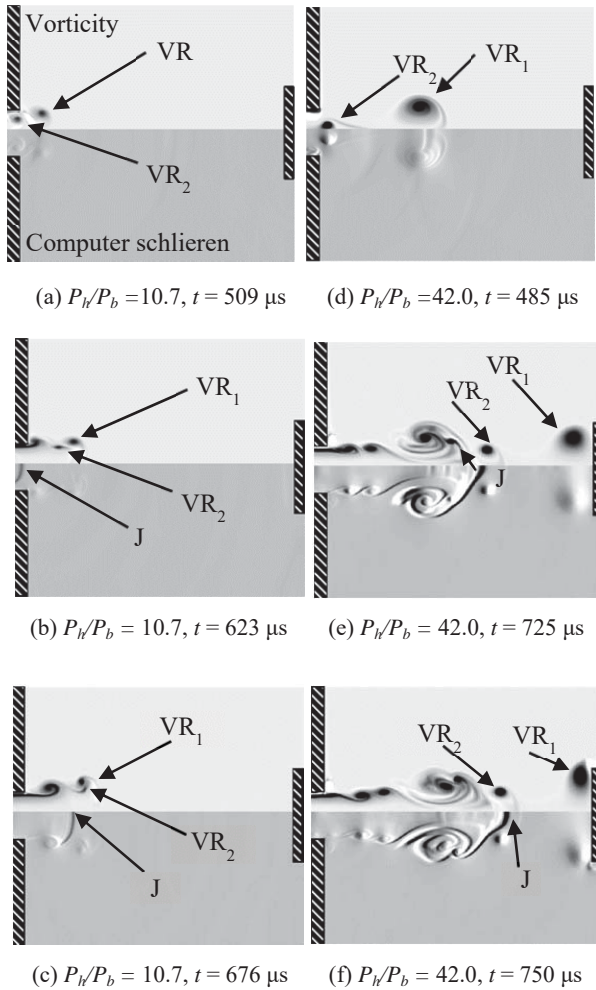 Vorticity
VR
VR2
Computer schlieren
VR2
VR1
(a) Ph/Pb =10.7, t = 509 μs
(d) Ph/Pb =42.0, t = 485 μs
VR1
VR2
J
VR2
VR1
J
(b) Ph/Pb = 10.7, t = 623 μs
(e) Ph/Pb = 42.0, t = 725 μs
VR1
VR2
J
VR2
VR1
J
(c) Ph/Pb = 10.7, t = 676 μs
(f) Ph/Pb = 42.0, t = 750 μs